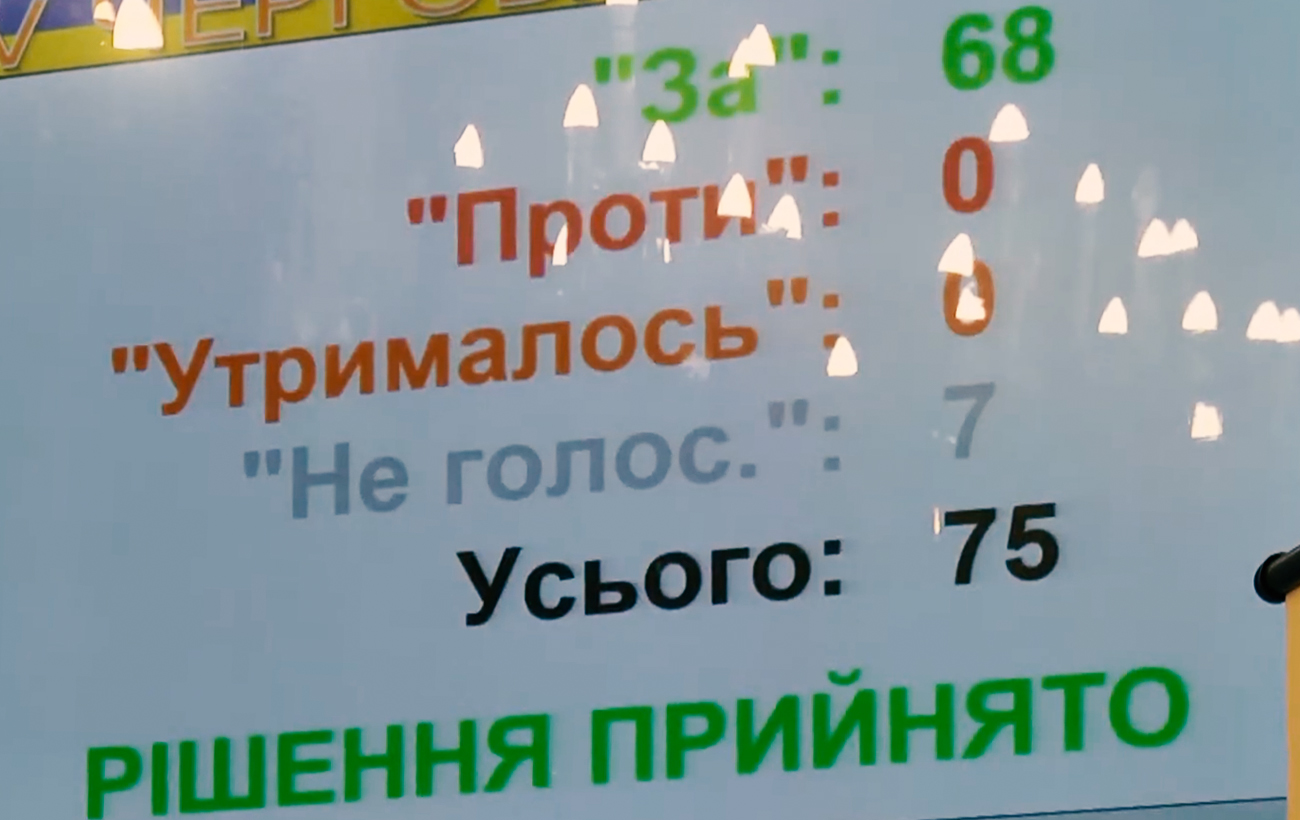 "За": 68
"Проти": 0
"Утрималось": 0
"Не голос.": 7
Усього: 75
РІШЕННЯ ПРИЙНЯТО